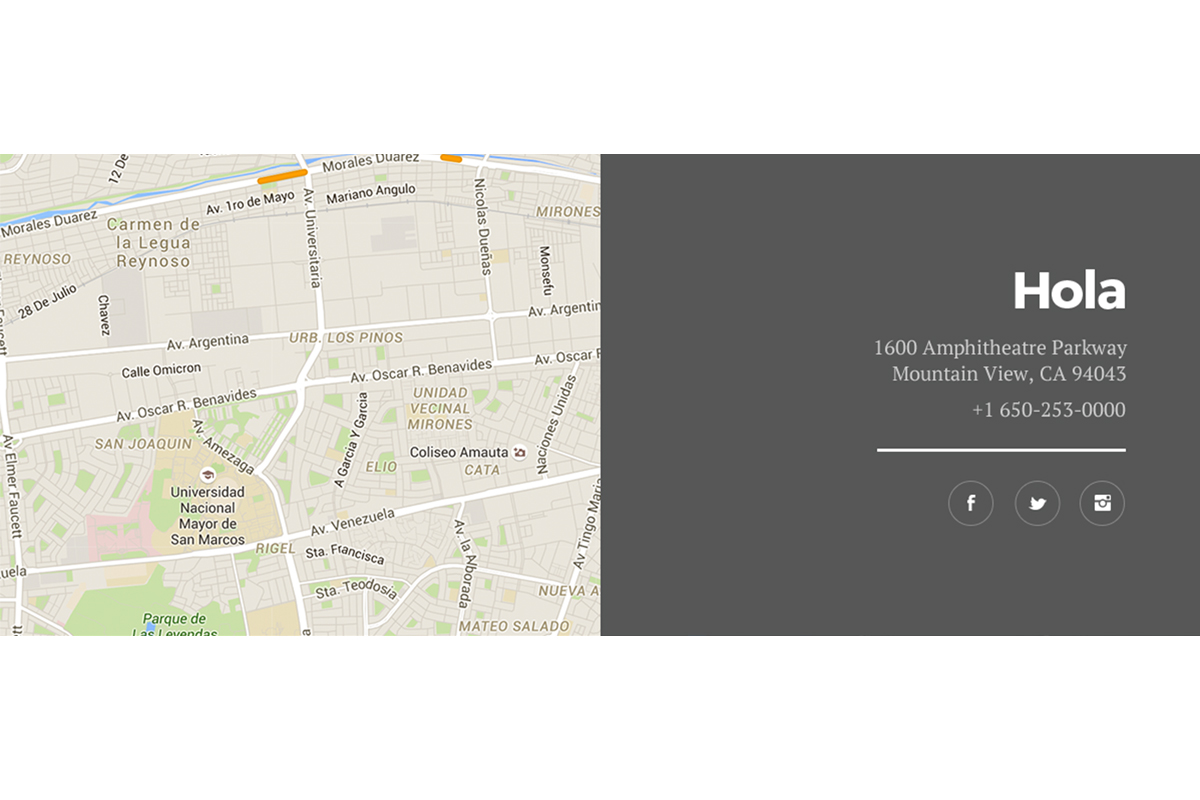 12 De
Morales Duarez
Av. 1ro de Mayo
Mariano Angulo
Morales Duarez
Carmen de
la Legua
Reynoso
Av. Universitaria
Nicolas Dueñas
MIRONES
REYNOSO
28 De Julio
Chavez
Monsefu
Av. Argentina
URB. LOS PINOS
Av. Argentin
Calle Omicron
Av. Oscar R. Benavides
Av. Oscar R
Av. Oscar R. Benavides
UNIDAD
VECINAL
MIRONES
SAN JOAQUIN
Av. Amezaga
A Garcia Y Garcia
ELIO
Coliseo Amauta
CATA
Naciones Unidas
Av Elmer Faucett
Universidad
Nacional
Mayor de
San Marcos
Av. Venezuela
RIGEL
Sta. Francisca
Av. la Alborada
Av Tingo Maria
uela
Sta. Teodosia
NUEVA A
Parque de
Las Leyendas
MATEO SALADO
Hola
1600 Amphitheatre Parkway
Mountain View, CA 94043
+1 650-253-0000